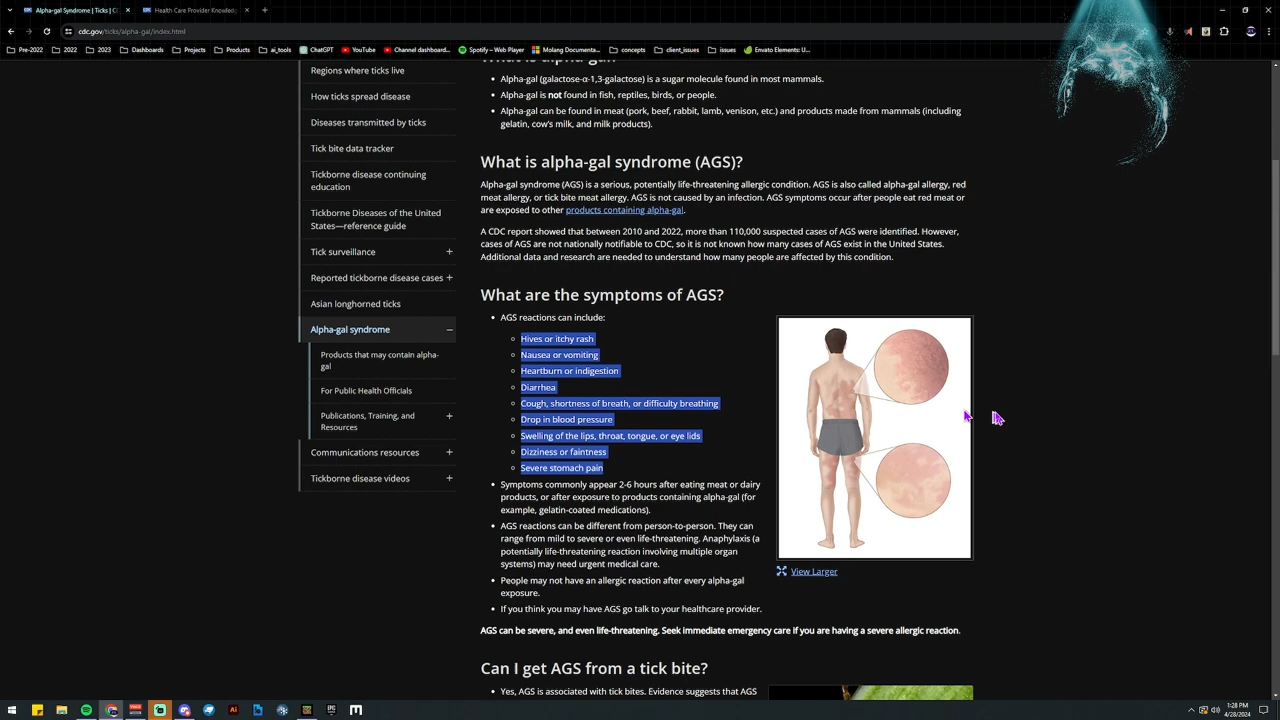 Alpha-gal Syndrome | Ticks | C
Health Care Provider Knowled
cdc.gov/ticks/alpha-gal/index.html
Pre-2022
2022
2023
Dashboards
Projects
Products
ai_tools
ChatGPT
YouTube
Channel dashboard...
Spotify – Web Player
Molang Documenta...
concepts
client_issues
issues
Envato Elements: U...
Regions where ticks live
How ticks spread disease
Diseases transmitted by ticks
Tick bite data tracker
Tickborne disease continuing
education
Tickborne Diseases of the United
States—reference guide
Tick surveillance +
Reported tickborne disease cases +
Asian longhorned ticks
Alpha-gal syndrome –
Products that may contain alpha-
gal
For Public Health Officials
Publications, Training, and +
Resources
Communications resources +
Tickborne disease videos +
What is alpha-gal?
• Alpha-gal (galactose-α-1,3-galactose) is a sugar molecule found in most mammals.
• Alpha-gal is not found in fish, reptiles, birds, or people.
• Alpha-gal can be found in meat (pork, beef, rabbit, lamb, venison, etc.) and products made from mammals (including
gelatin, cow's milk, and milk products).
What is alpha-gal syndrome (AGS)?
Alpha-gal syndrome (AGS) is a serious, potentially life-threatening allergic condition. AGS is also called alpha-gal allergy, red
meat allergy, or tick bite meat allergy. AGS is not caused by an infection. AGS symptoms occur after people eat red meat or
are exposed to other products containing alpha-gal.
A CDC report showed that between 2010 and 2022, more than 110,000 suspected cases of AGS were identified. However,
cases of AGS are not nationally notifiable to CDC, so it is not known how many cases of AGS exist in the United States.
Additional data and research are needed to understand how many people are affected by this condition.
What are the symptoms of AGS?
• AGS reactions can include:
○ Hives or itchy rash
○ Nausea or vomiting
○ Heartburn or indigestion
○ Diarrhea
○ Cough, shortness of breath, or difficulty breathing
○ Drop in blood pressure
○ Swelling of the lips, throat, tongue, or eye lids
○ Dizziness or faintness
○ Severe stomach pain
• Symptoms commonly appear 2-6 hours after eating meat or dairy
products, or after exposure to products containing alpha-gal (for
example, gelatin-coated medications).
• AGS reactions can be different from person-to-person. They can
range from mild to severe or even life-threatening. Anaphylaxis (a
potentially life-threatening reaction involving multiple organ
systems) may need urgent medical care.
• People may not have an allergic reaction after every alpha-gal
exposure.
• If you think you may have AGS go talk to your healthcare provider.
View Larger
AGS can be severe, and even life-threatening. Seek immediate emergency care if you are having a severe allergic reaction.
Can I get AGS from a tick bite?
• Yes, AGS is associated with tick bites. Evidence suggests that AGS
1:28 PM
4/28/2024